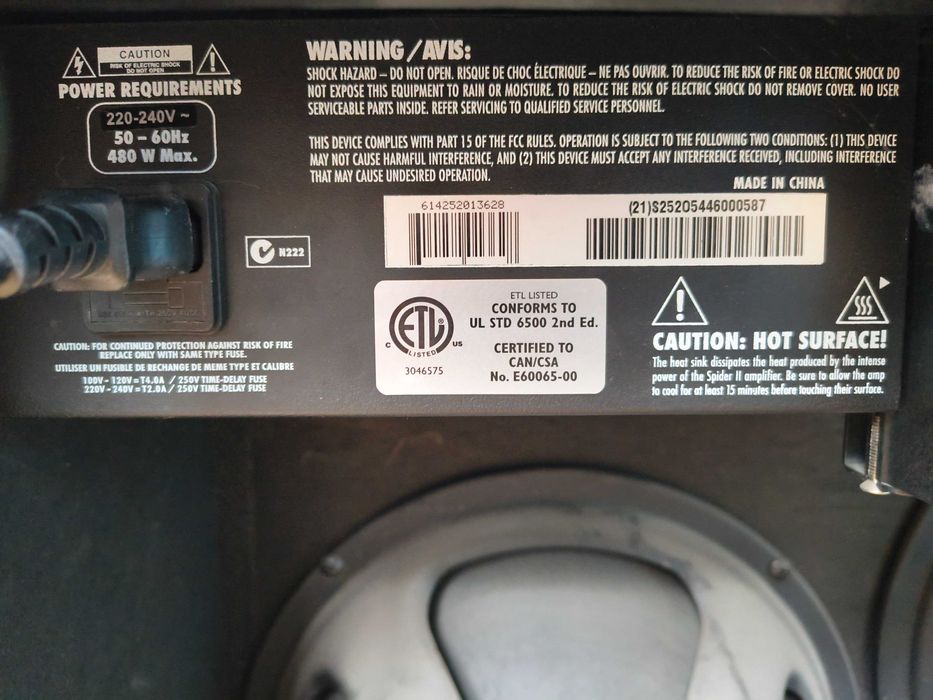 CAUTION
RISK OF ELECTRIC SHOCK
DO NOT OPEN
POWER REQUIREMENTS
220-240V ~
50 – 60Hz
480 W Max.
WARNING/AVIS:
SHOCK HAZARD – DO NOT OPEN. RISQUE DE CHOC ÉLECTRIQUE – NE PAS OUVRIR. TO REDUCE THE RISK OF FIRE OR ELECTRIC SHOCK DO
NOT EXPOSE THIS EQUIPMENT TO RAIN OR MOISTURE. TO REDUCE THE RISK OF ELECTRIC SHOCK DO NOT REMOVE COVER. NO USER
SERVICEABLE PARTS INSIDE. REFER SERVICING TO QUALIFIED SERVICE PERSONNEL.
THIS DEVICE COMPLIES WITH PART 15 OF THE FCC RULES. OPERATION IS SUBJECT TO THE FOLLOWING TWO CONDITIONS: (1) THIS DEVICE
MAY NOT CAUSE HARMFUL INTERFERENCE, AND (2) THIS DEVICE MUST ACCEPT ANY INTERFERENCE RECEIVED, INCLUDING INTERFERENCE
THAT MAY CAUSE UNDESIRED OPERATION.
MADE IN CHINA
614252013628
(21)S25205446000587
N222
ETL LISTED
CONFORMS TO
UL STD 6500 2nd Ed.
CERTIFIED TO
CAN/CSA
No. E60065-00
ETL ®
C US
LISTED
3046575
CAUTION: HOT SURFACE!
The heat sink dissipates the heat produced by the intense
power of the Spider II amplifier. Be sure to allow the amp
to cool for at least 15 minutes before touching their surface.
CAUTION: FOR CONTINUED PROTECTION AGAINST RISK OF FIRE
REPLACE ONLY WITH SAME TYPE FUSE.
UTILISER UN FUSIBLE DE RECHANGE DE MEME TYPE ET CALIBRE
100V - 120V=T4.0A / 250V TIME-DELAY FUSE
220V - 240V=T2.0A / 250V TIME-DELAY FUSE